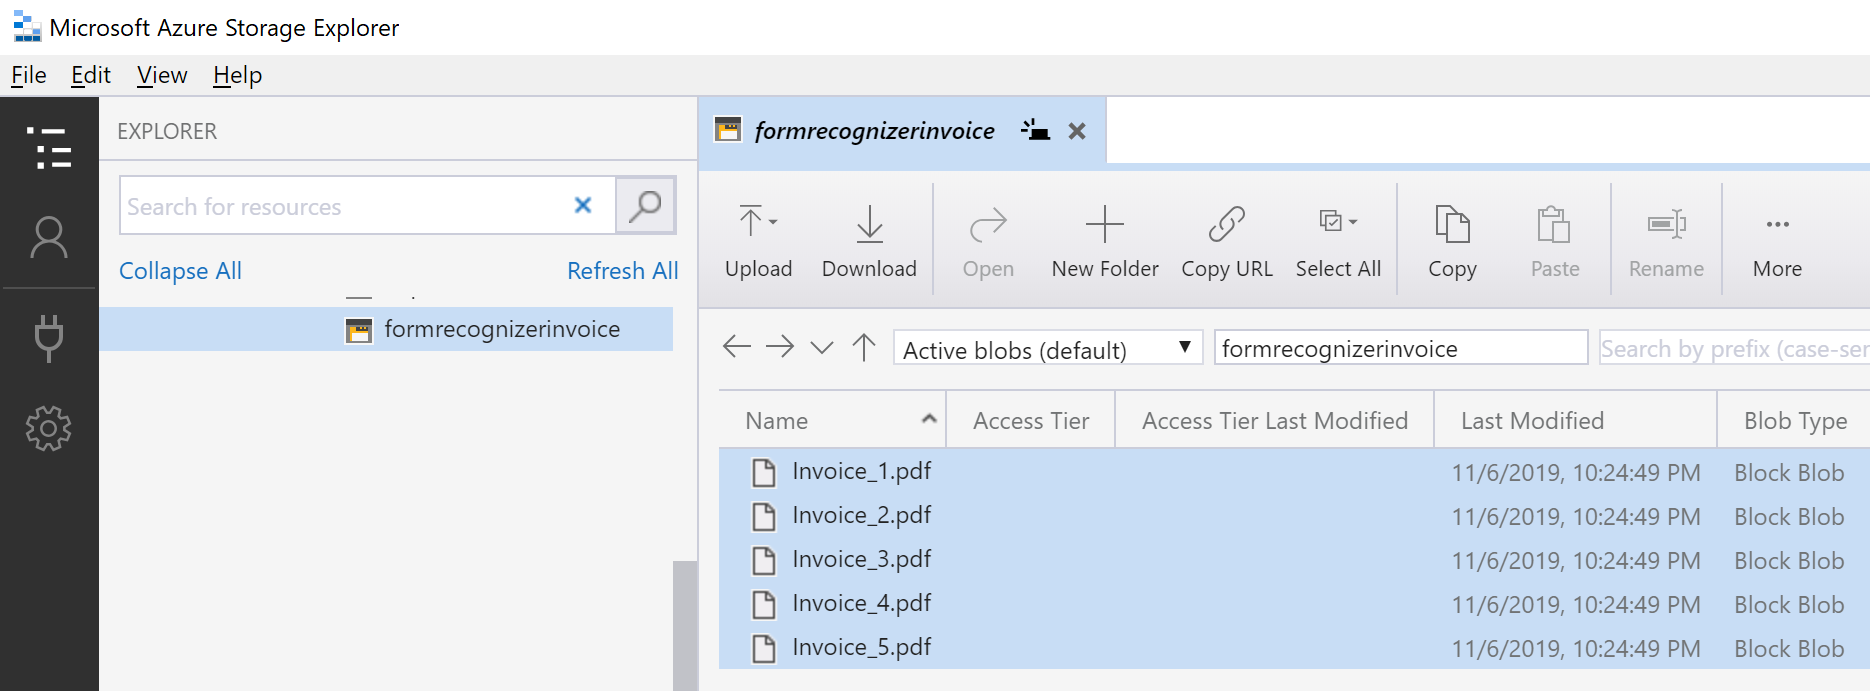 Microsoft Azure Storage Explorer
File Edit View Help
EXPLORER
Search for resources
Collapse All Refresh All
formrecognizerinvoice
formrecognizerinvoice
Upload Download Open New Folder Copy URL Select All Copy Paste Rename More
Active blobs (default) formrecognizerinvoice Search by prefix (case-ser
Name Access Tier Access Tier Last Modified Last Modified Blob Type
Invoice_1.pdf 11/6/2019, 10:24:49 PM Block Blob
Invoice_2.pdf 11/6/2019, 10:24:49 PM Block Blob
Invoice_3.pdf 11/6/2019, 10:24:49 PM Block Blob
Invoice_4.pdf 11/6/2019, 10:24:49 PM Block Blob
Invoice_5.pdf 11/6/2019, 10:24:49 PM Block Blob